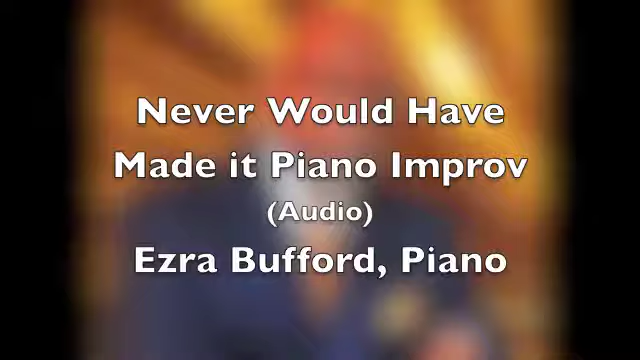 Never Would Have
Made it Piano Improv
(Audio)
Ezra Bufford, Piano